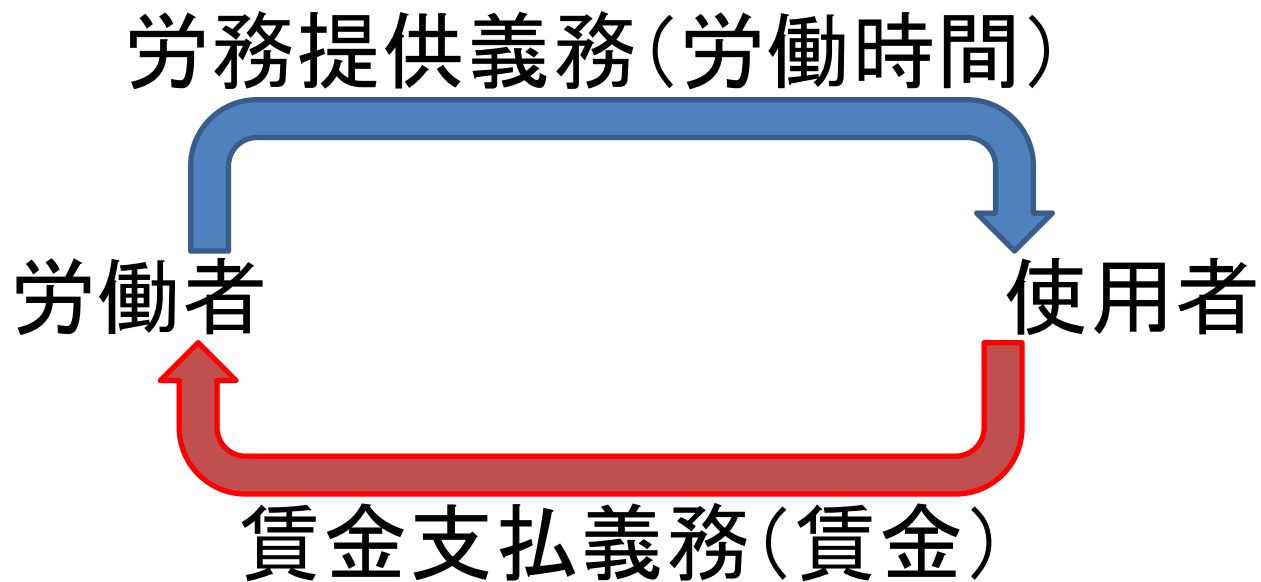 労務提供義務（労働時間）
労働者
使用者
賃金支払義務（賃金）